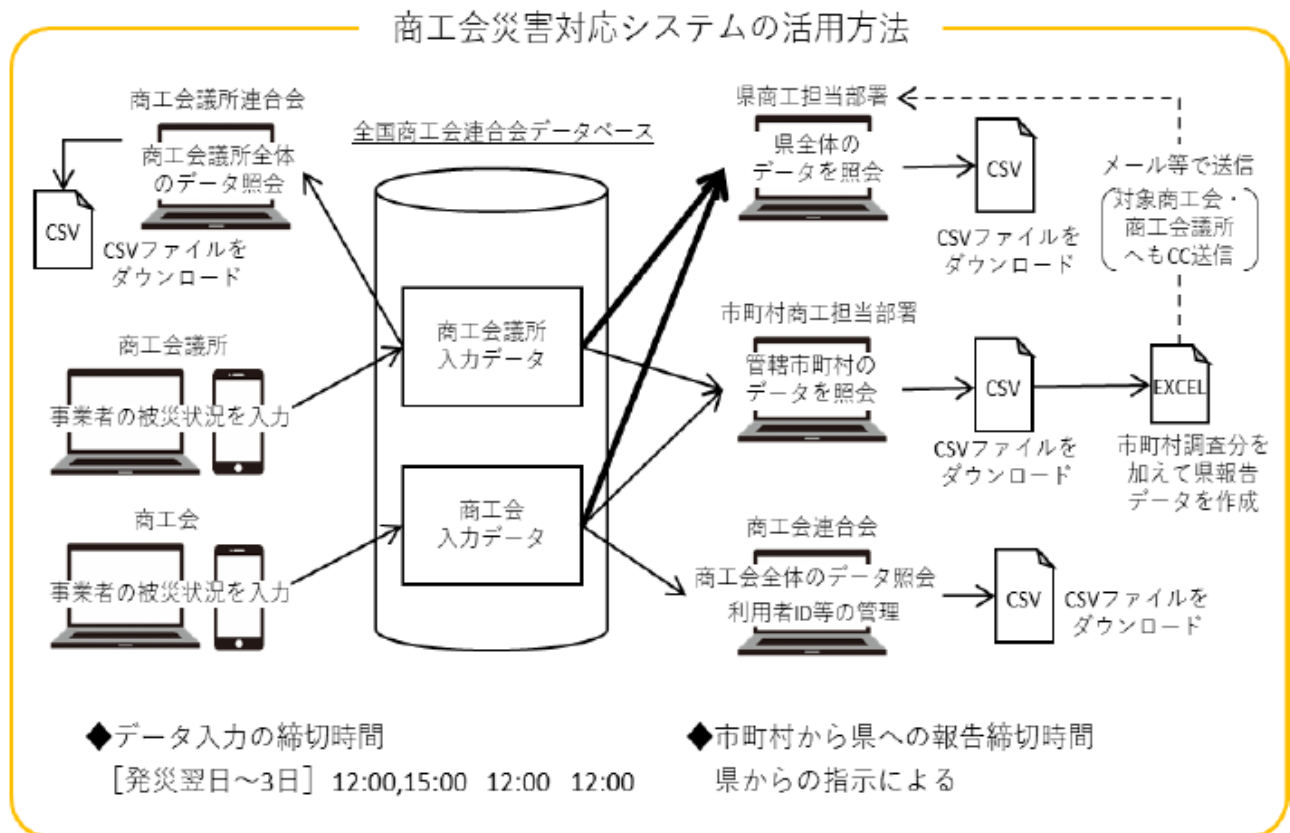 商工会災害対応システムの活用方法
商工会議所連合会
商工会議所全体
のデータ照会
CSV
CSVファイルを
ダウンロード
商工会議所
事業者の被災状況を入力
商工会
事業者の被災状況を入力
全国商工会連合会データベース
商工会議所
入力データ
商工会
入力データ
県商工担当部署
県全体の
データを照会
CSV
CSVファイルを
ダウンロード
メール等で送信
対象商工会・
商工会議所
へもCC送信
市町村商工担当部署
管轄市町村の
データを照会
CSV
CSVファイルを
ダウンロード
EXCEL
市町村調査分を
加えて県報告
データを作成
商工会連合会
商工会全体のデータ照会
利用者ID等の管理
CSV
CSVファイルを
ダウンロード
◆データ入力の締切時間
［発災翌日～3日］ 12:00,15:00 12:00 12:00
◆市町村から県への報告締切時間
県からの指示による